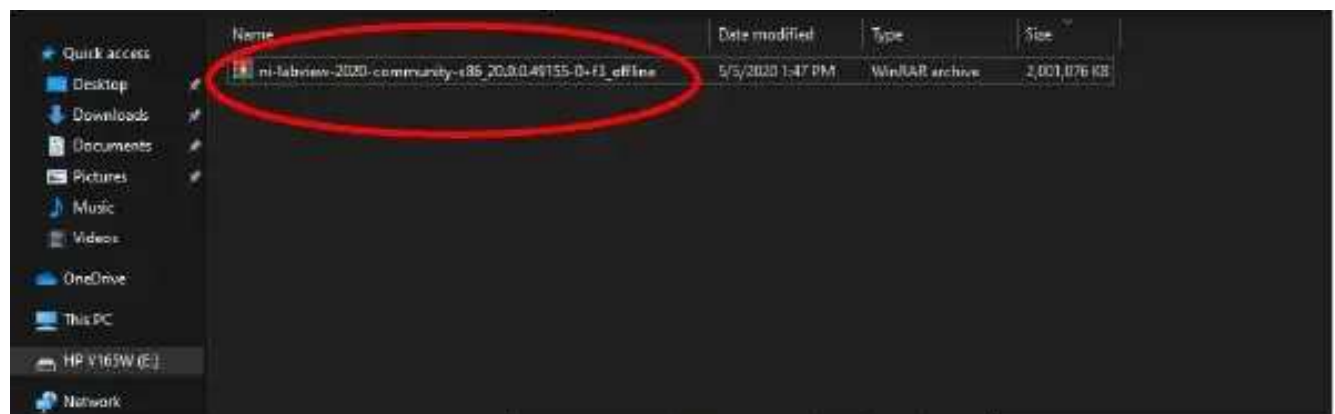 Name Date modified Type Size
Quick access
ni-labview-2020-community-x86_20.0.0.49155-0+f3_offline 5/5/2020 1:47 PM WinRAR archive 2,001,076 KB
Desktop
Downloads
Documents
Pictures
Music
Videos
OneDrive
This PC
HP V165W (E:)
Network